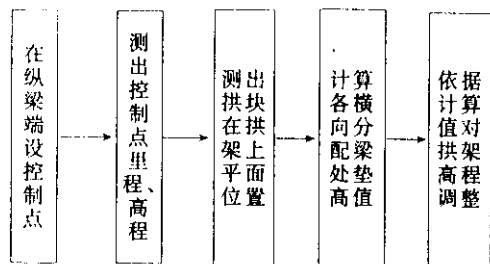 在纵梁端设控制点
测出控制点里程、高程
测出
拱块
在拱
架上
平面
位置
计算
各横
向分
配梁
处垫
高值
依据
计算
值对
拱架
高程
调整